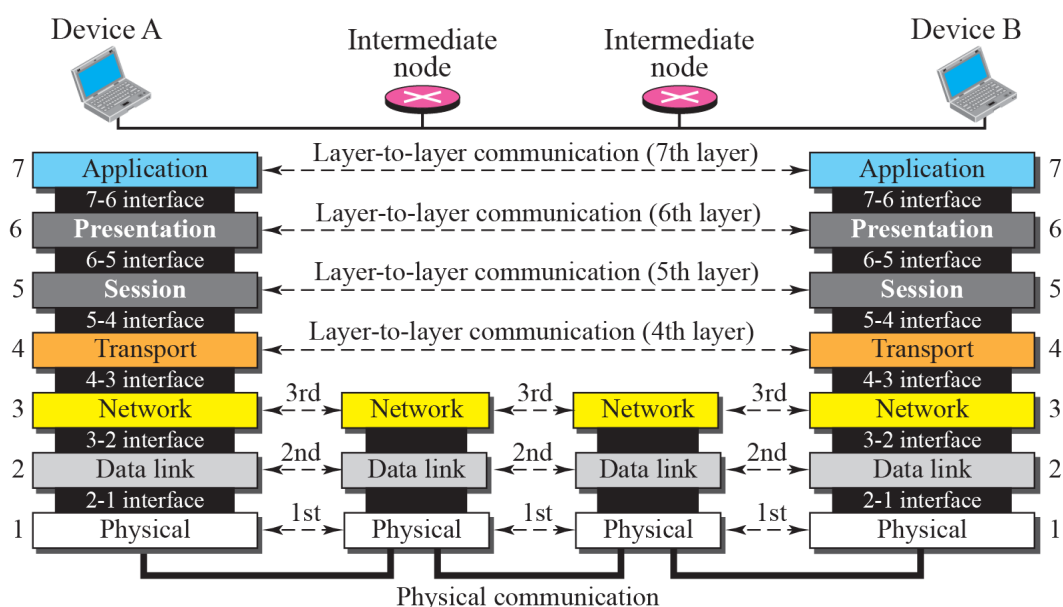 Device A
Intermediate
node
Intermediate
node
Device B
Layer-to-layer communication (7th layer)
7 Application
Application 7
7-6 interface
7-6 interface
Layer-to-layer communication (6th layer)
6 Presentation
Presentation 6
6-5 interface
6-5 interface
Layer-to-layer communication (5th layer)
5 Session
Session 5
5-4 interface
5-4 interface
Layer-to-layer communication (4th layer)
4 Transport
Transport 4
4-3 interface
4-3 interface
3 Network 3rd Network 3rd Network 3rd Network 3
3-2 interface
3-2 interface
2 Data link 2nd Data link 2nd Data link 2nd Data link 2
2-1 interface
2-1 interface
1 Physical 1st Physical 1st Physical 1st Physical 1
Physical communication